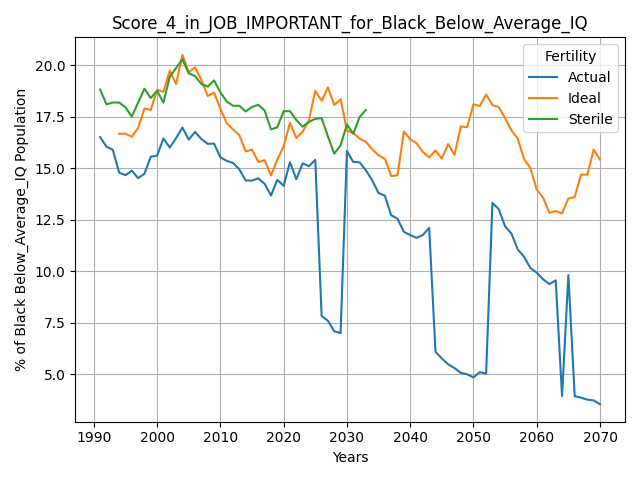 Score_4_in_JOB_IMPORTANT_for_Black_Below_Average_IQ
% of Black Below_Average_IQ Population
20.0
17.5
15.0
12.5
10.0
7.5
5.0
Fertility
Actual
Ideal
Sterile
1990 2000 2010 2020 2030 2040 2050 2060 2070
Years